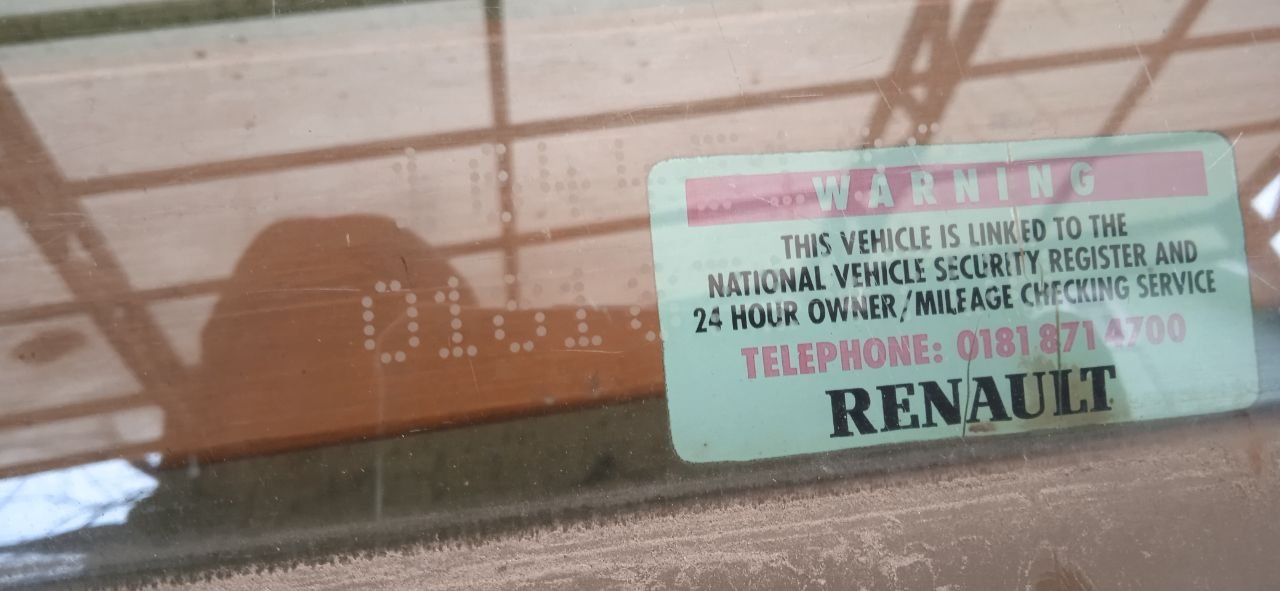 WARNING
THIS VEHICLE IS LINKED TO THE
NATIONAL VEHICLE SECURITY REGISTER AND
24 HOUR OWNER/MILEAGE CHECKING SERVICE
TELEPHONE: 0181 871 4700
RENAULT